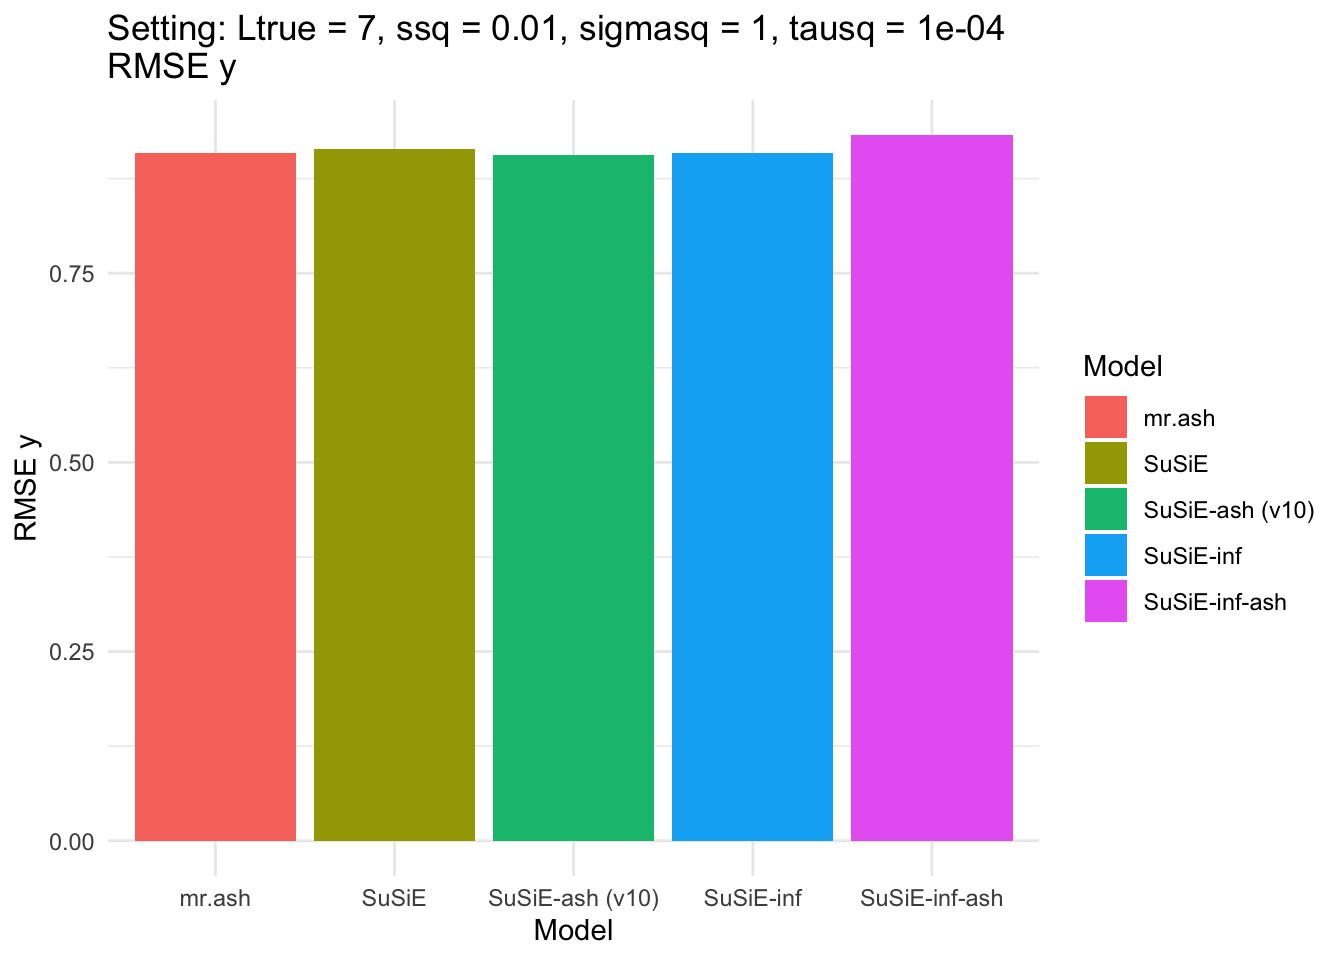 Setting: Ltrue = 7, ssq = 0.01, sigmasq = 1, tausq = 1e-04
RMSE y
RMSE y
0.75
0.50
0.25
0.00
mr.ash
SuSiE
SuSiE-ash (v10)
SuSiE-inf
SuSiE-inf-ash
Model
Model
mr.ash
SuSiE
SuSiE-ash (v10)
SuSiE-inf
SuSiE-inf-ash